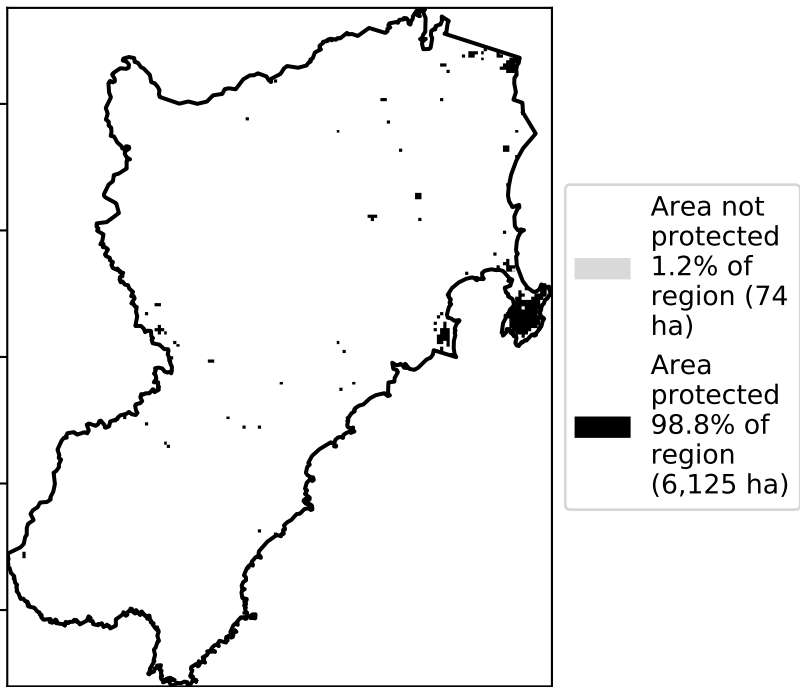 Area not
protected
1.2% of
region (74
ha)
Area
protected
98.8% of
region
(6,125 ha)